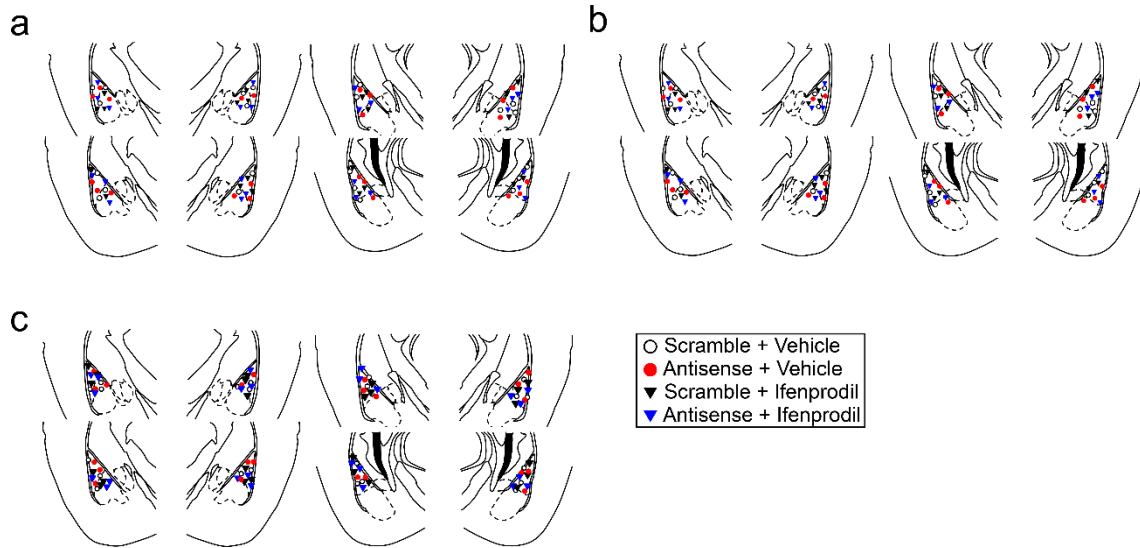 a
b
c
Scramble + Vehicle
Antisense + Vehicle
Scramble + Ifenprodil
Antisense + Ifenprodil